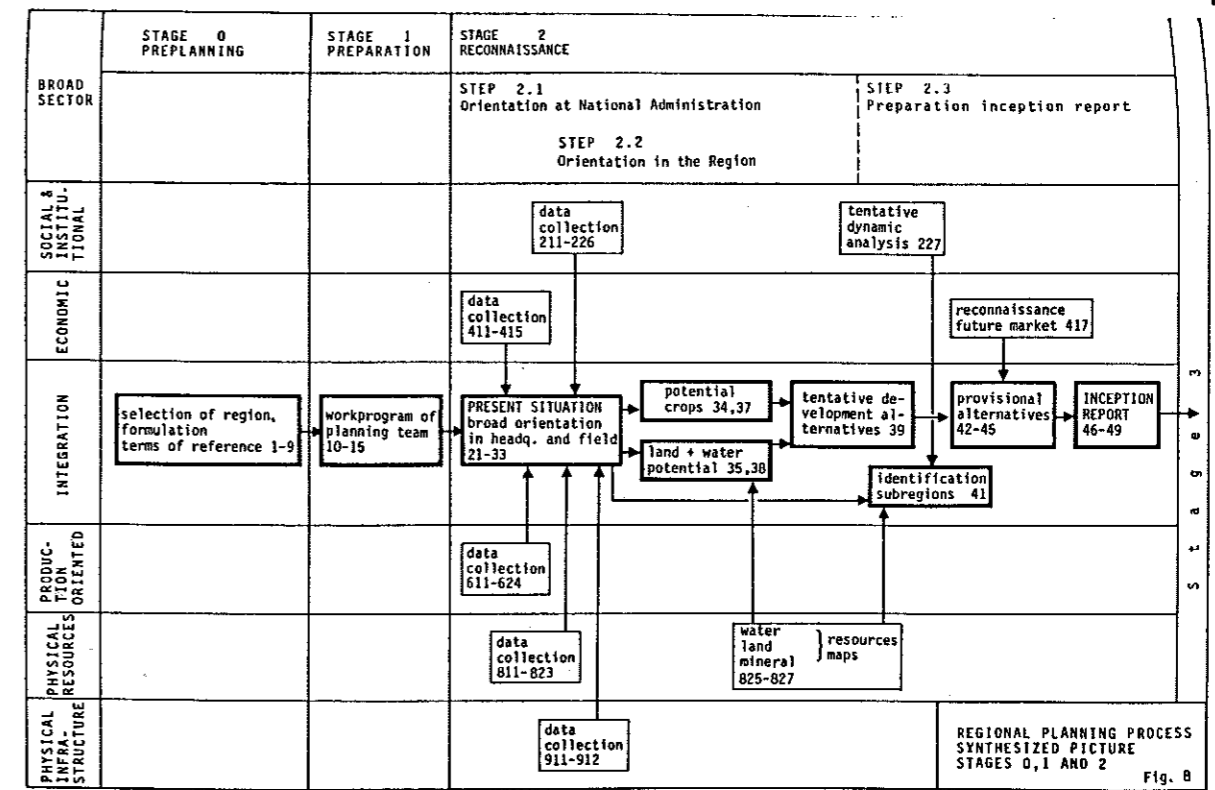 STAGE 0
PREPLANNING
STAGE 1
PREPARATION
STAGE 2
RECONNAISSANCE
BROAD
SECTOR
STEP 2.1
Orientation at National Administration
STEP 2.2
Orientation in the Region
STEP 2.3
Preparation inception report
SOCIAL &
INSTITU-
TIONAL
data
collection
211-226
tentative
dynamic
analysis 227
ECONOMIC
data
collection
411-415
reconnaissance
future market 417
INTEGRATION
selection of region,
formulation
terms of reference 1-9
workprogram of
planning team
10-15
PRESENT SITUATION
broad orientation
in headq. and field
21-33
potential
crops 34,37
land + water
potential 35,38
tentative de-
velopment al-
ternatives 39
provisional
alternatives
42-45
INCEPTION
REPORT
46-49
identification
subregions 41
Stage 3
PRODUC-
TION
ORIENTED
data
collection
611-624
PHYSICAL
RESOURCES
data
collection
811-823
water
land
mineral
825-827
resources
maps
PHYSICAL
INFRA-
STRUCTURE
data
collection
911-912
REGIONAL PLANNING PROCESS
SYNTHESIZED PICTURE
STAGES 0,1 AND 2
Fig. 8